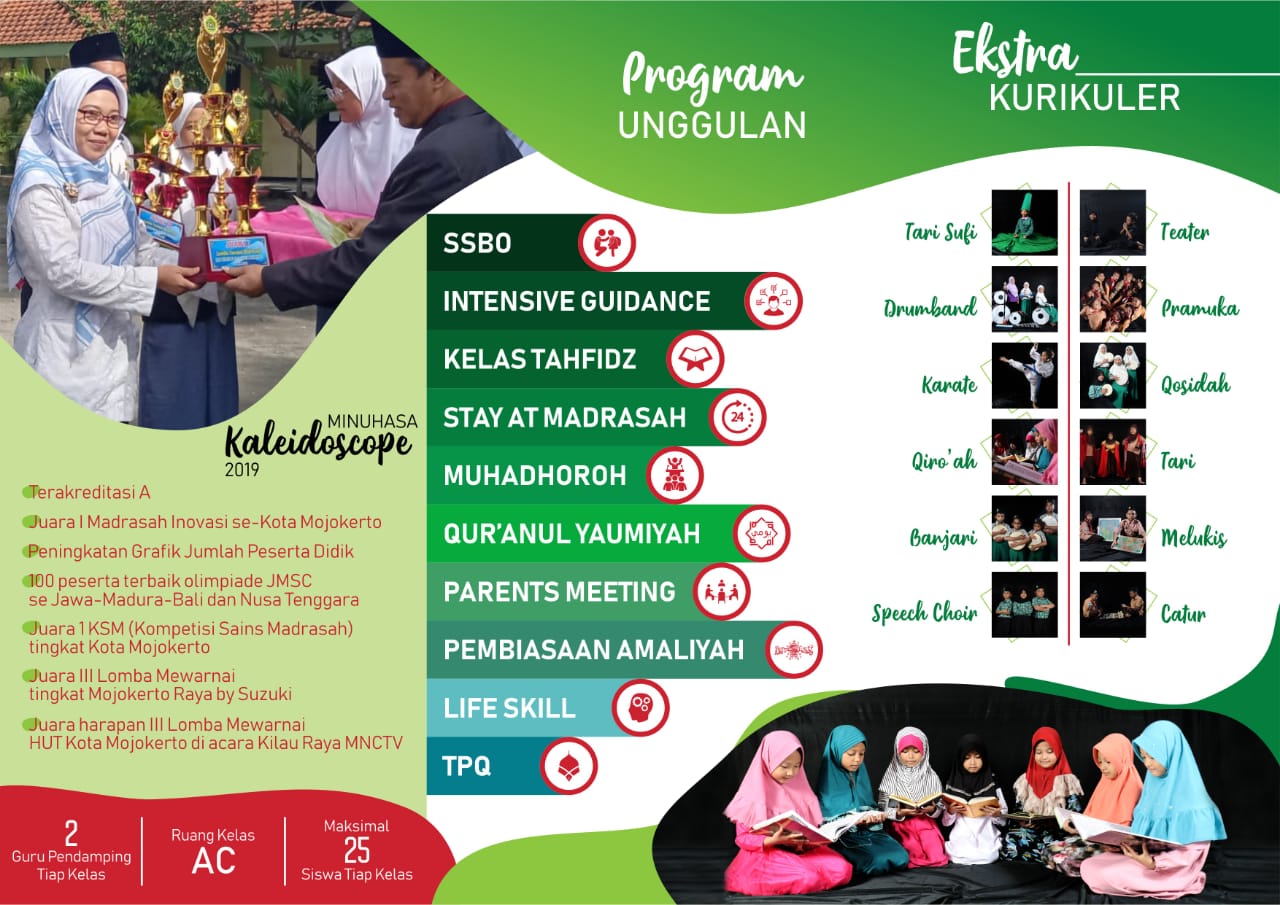 MINUHASA
Kaleidoscope
2019
Terakreditasi A
Juara I Madrasah Inovasi se-Kota Mojokerto
Peningkatan Grafik Jumlah Peserta Didik
100 peserta terbaik olimpiade JMSC
se Jawa-Madura-Bali dan Nusa Tenggara
Juara 1 KSM (Kompetisi Sains Madrasah)
tingkat Kota Mojokerto
Juara III Lomba Mewarnai
tingkat Mojokerto Raya by Suzuki
Juara harapan III Lomba Mewarnai
HUT Kota Mojokerto di acara Kilau Raya MNCTV
2
Guru Pendamping
Tiap Kelas
Ruang Kelas
AC
Maksimal
25
Siswa Tiap Kelas
Program
UNGGULAN
SSBO
INTENSIVE GUIDANCE
KELAS TAHFIDZ
STAY AT MADRASAH
24
MUHADHOROH
QUR'ANUL YAUMIYAH
يومي
PARENTS MEETING
PEMBIASAAN AMALIYAH
LIFE SKILL
TPQ
Ekstra
KURIKULER
Tari Sufi
Teater
Drumband
Pramuka
Karate
Qosidah
Qiro'ah
Tari
Banjari
Melukis
Speech Choir
Catur